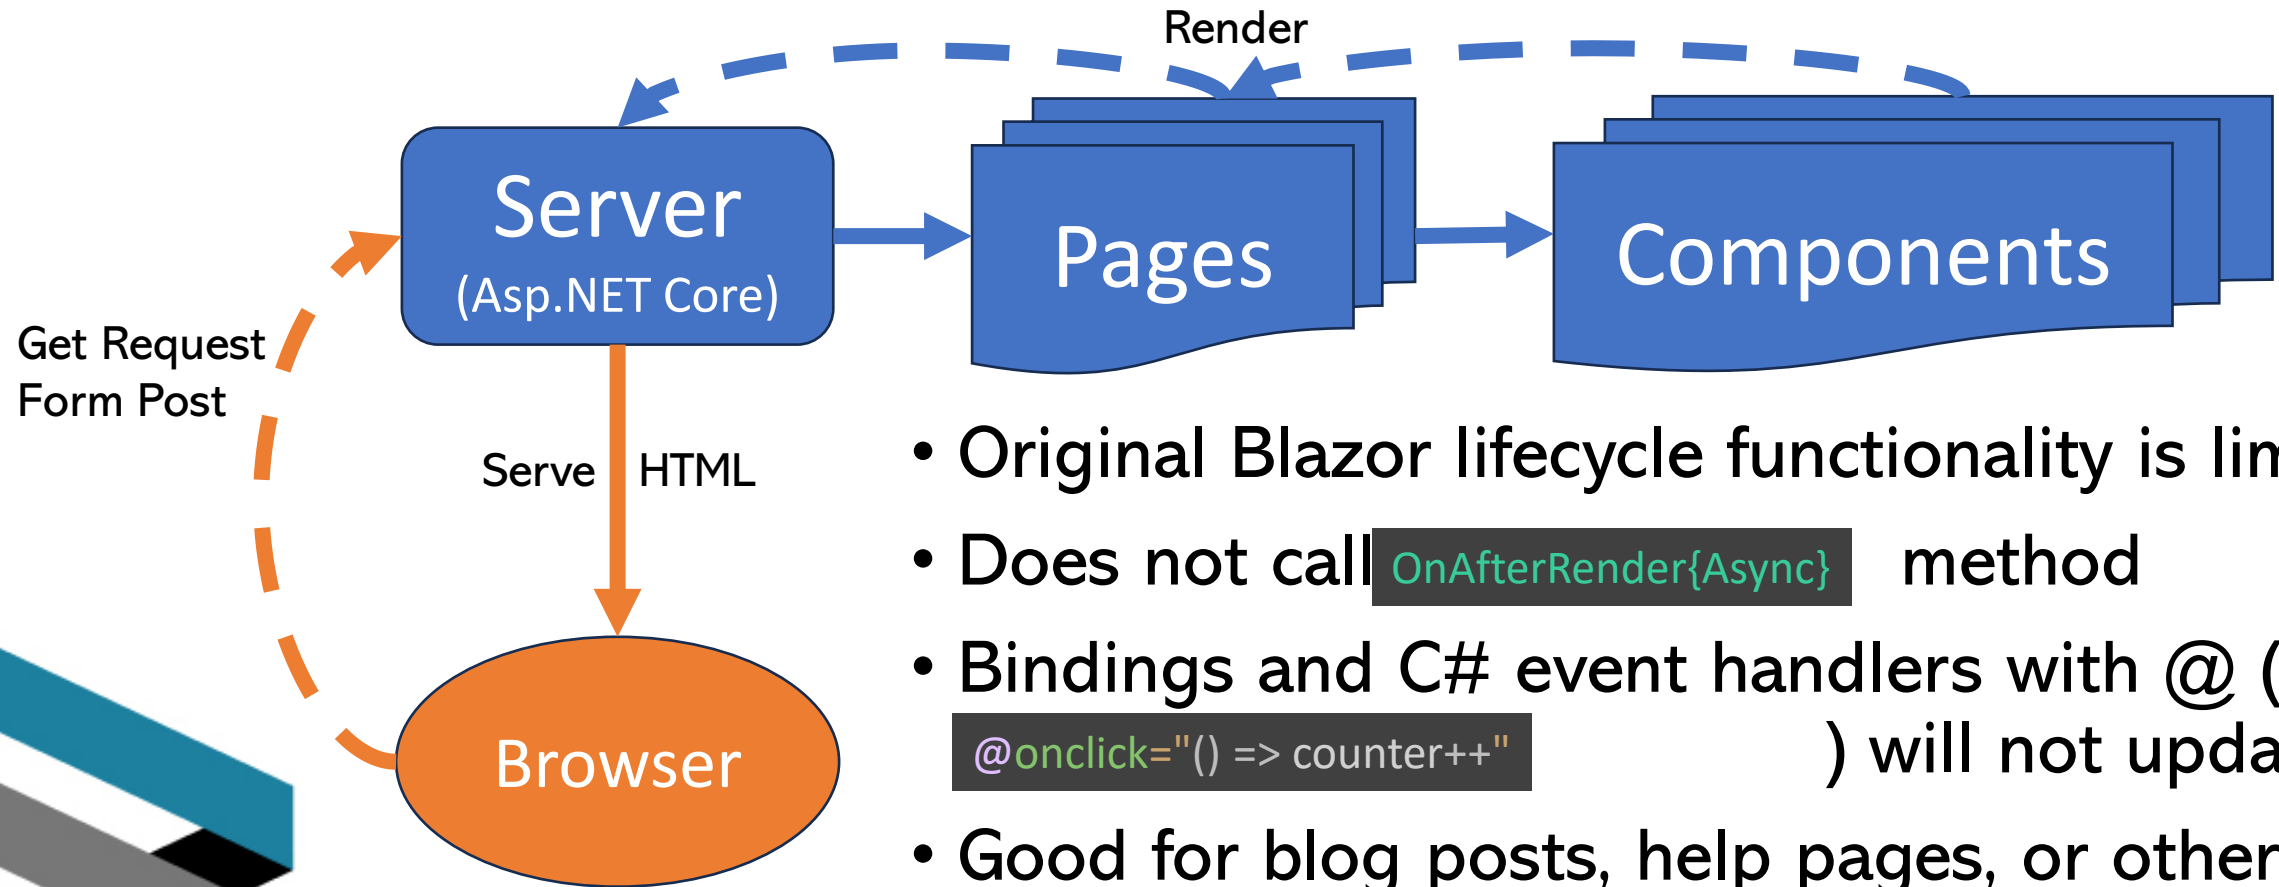 Render
Server
(Asp.NET Core)
Pages
Components
Get Request
Form Post
Serve HTML
Browser
• Original Blazor lifecycle functionality is
• Does not call OnAfterRender{Async} method
• Bindings and C# event handlers with @ (
@onclick="() => counter++" ) will not
• Good for blog posts, help pages, or other